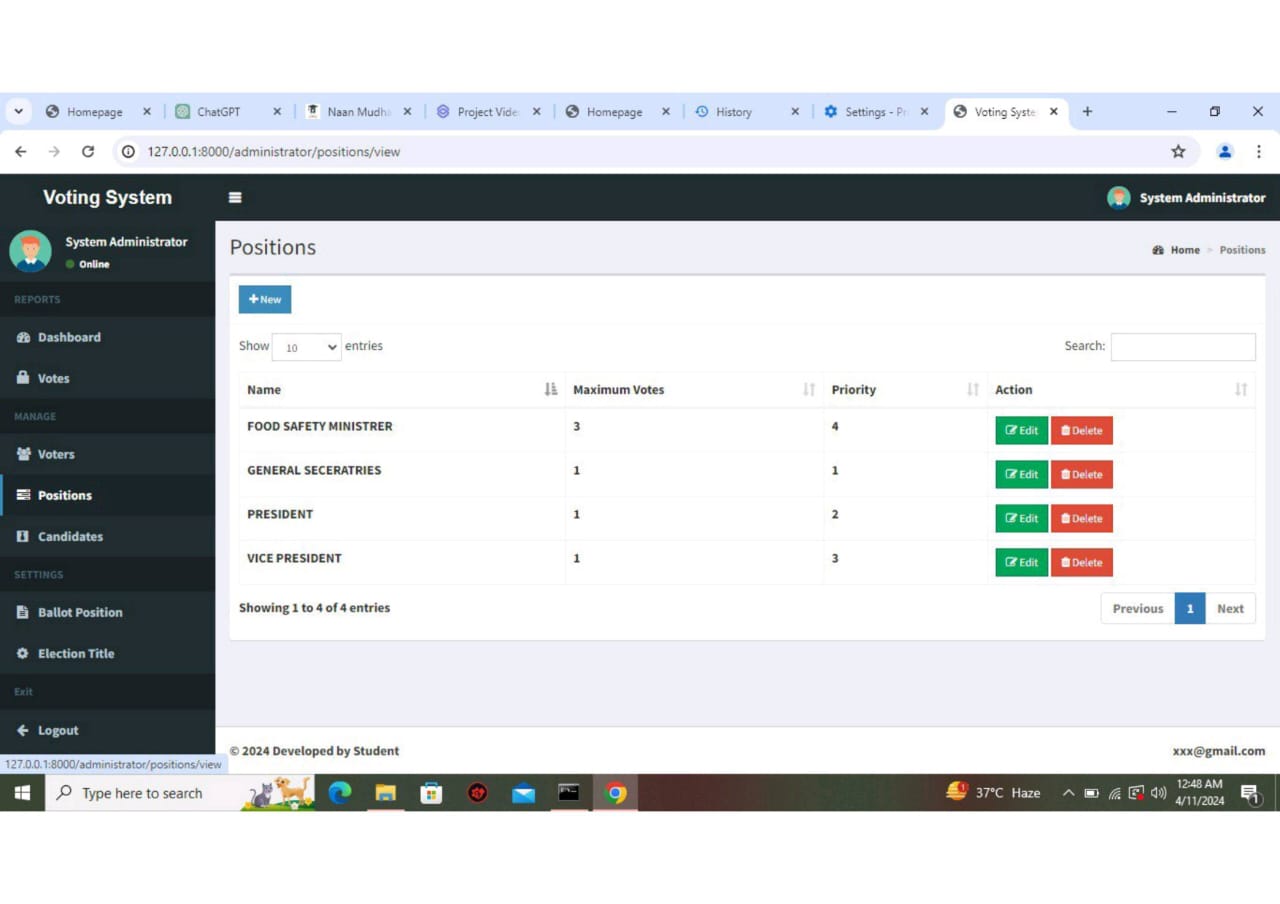 Homepage ChatGPT Naan Mudha Project Vide Homepage History Settings - Pr Voting Syste
127.0.0.1:8000/administrator/positions/view
Voting System System Administrator
System Administrator
Online
Positions
Home > Positions
REPORTS
New
Dashboard
Show 10 entries Search:
Votes
Name Maximum Votes Priority Action
MANAGE
FOOD SAFETY MINISTRER 3 4 Edit Delete
Voters
GENERAL SECERATRIES 1 1 Edit Delete
Positions
PRESIDENT 1 2 Edit Delete
Candidates
VICE PRESIDENT 1 3 Edit Delete
SETTINGS
Ballot Position
Showing 1 to 4 of 4 entries Previous 1 Next
Election Title
Exit
Logout
© 2024 Developed by Student xxx@gmail.com
127.0.0.1:8000/administrator/positions/view
Type here to search 37°C Haze 12:48 AM
4/11/2024 1